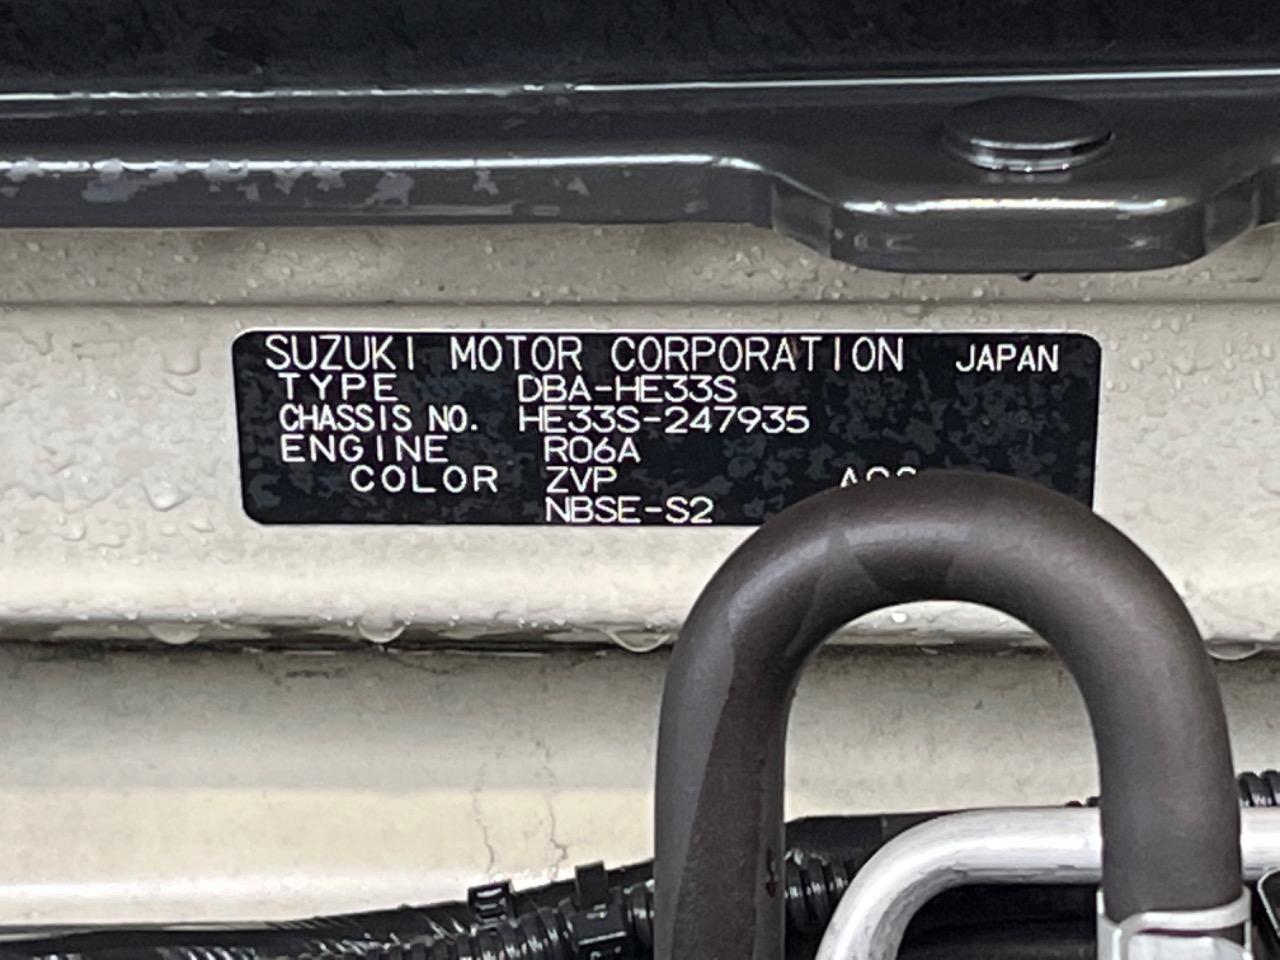 SUZUKI MOTOR CORPORATION JAPAN
TYPE DBA-HE33S
CHASSIS NO. HE33S-247935
ENGINE R06A
COLOR ZVP
NBSE-S2